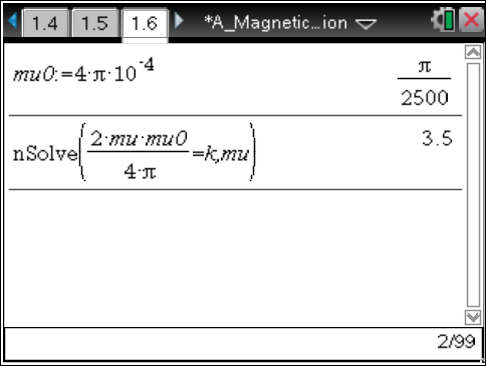 1.4 1.5 1.6 *A_Magnetic...ion
mu0:=4·π·10^-4
π/2500
nSolve(2·mu·mu0/4·π=k,mu)
3.5
2/99